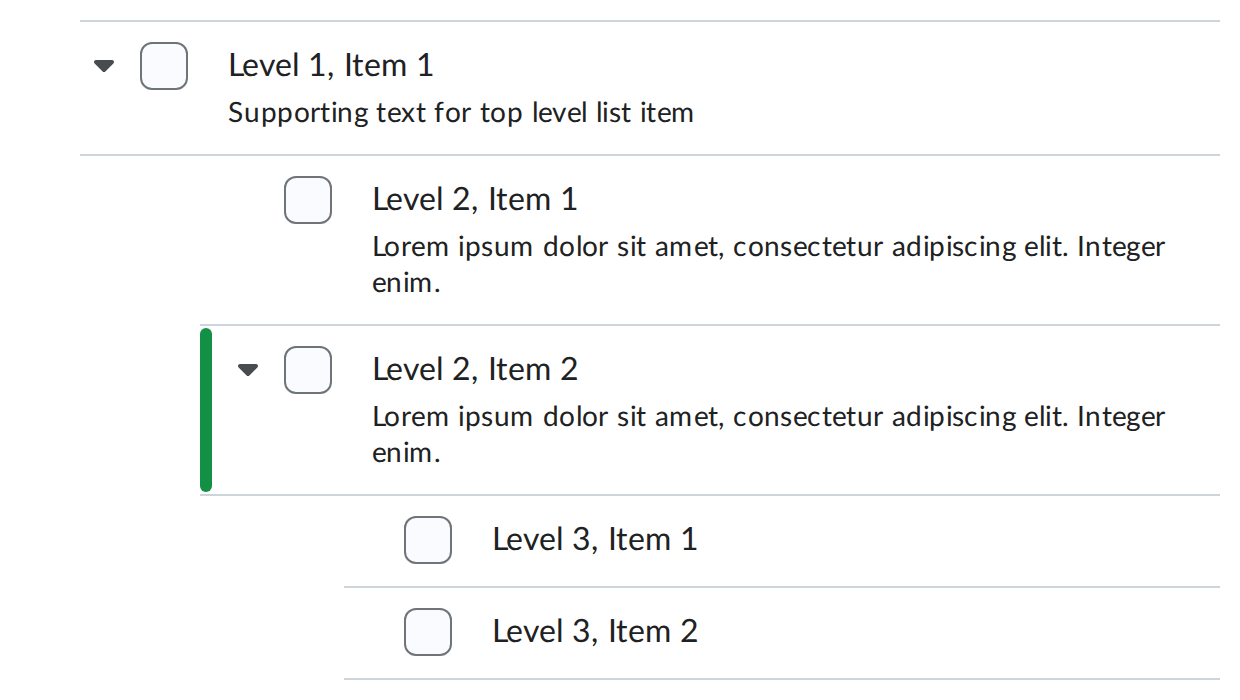 Level 1, Item 1
Supporting text for top level list item
Level 2, Item 1
Lorem ipsum dolor sit amet, consectetur adipiscing elit. Integer
enim.
Level 2, Item 2
Lorem ipsum dolor sit amet, consectetur adipiscing elit. Integer
enim.
Level 3, Item 1
Level 3, Item 2